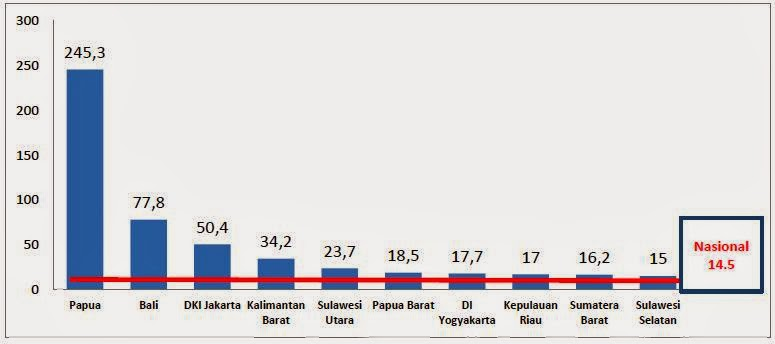 300
250
200
150
100
50
0
245,3
77,8
50,4
34,2
23,7
18,5
17,7
17
16,2
15
Nasional
14.5
Papua
Bali
DKI Jakarta
Kalimantan
Barat
Sulawesi
Utara
Papua Barat
DI
Yogyakarta
Kepulauan
Riau
Sumatera
Barat
Sulawesi
Selatan